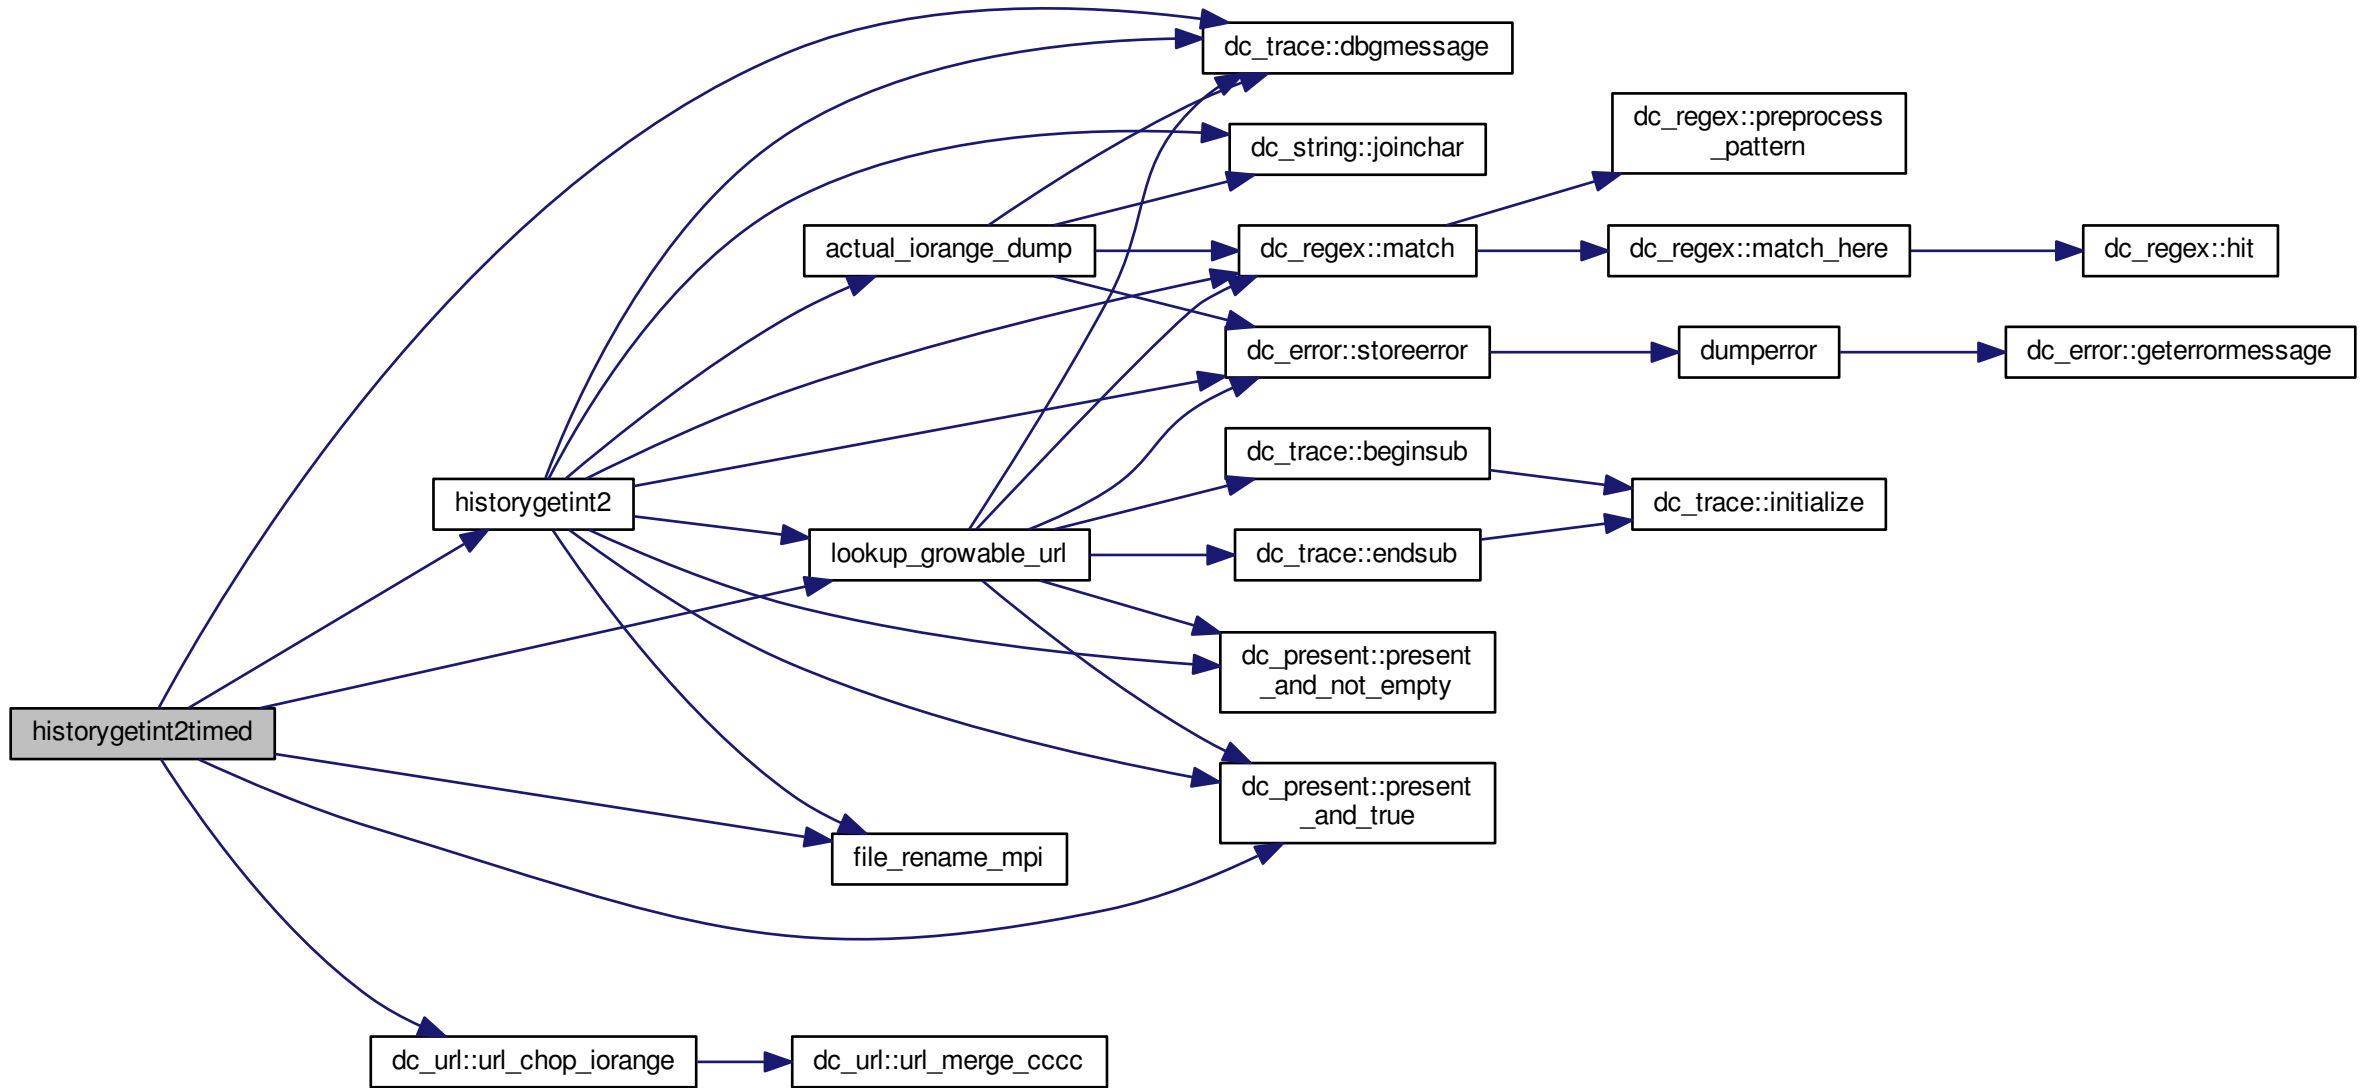 dc_trace::dbgmessage
dc_regex::preprocess
_pattern
dc_string::joinchar
actual_iorange_dump
dc_regex::match
dc_regex::match_here
dc_regex::hit
dc_error::storeerror
dumperror
dc_error::geterrormessage
dc_trace::beginsub
historygetint2
dc_trace::initialize
lookup_growable_url
dc_trace::endsub
dc_present::present
_and_not_empty
historygetint2timed
dc_present::present
_and_true
file_rename_mpi
dc_url::url_chop_iorange
dc_url::url_merge_cccc